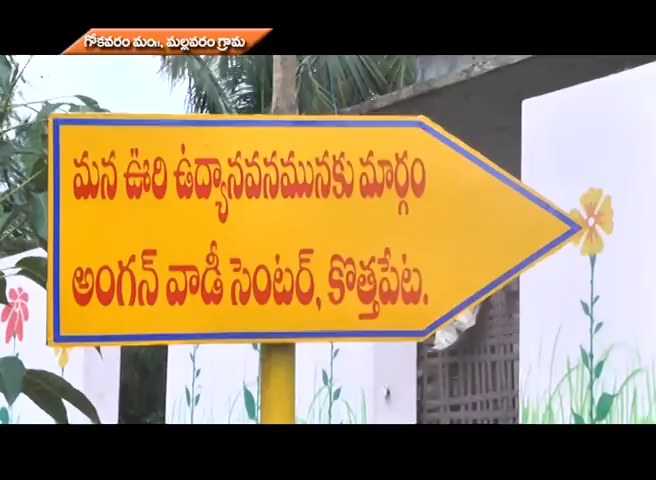 గోకవరం మం॥, మల్లవరం గ్రామ
మన ఊరి ఉద్యానవనమునకు మార్గం
అంగన్ వాడీ సెంటర్, కొత్తపేట.